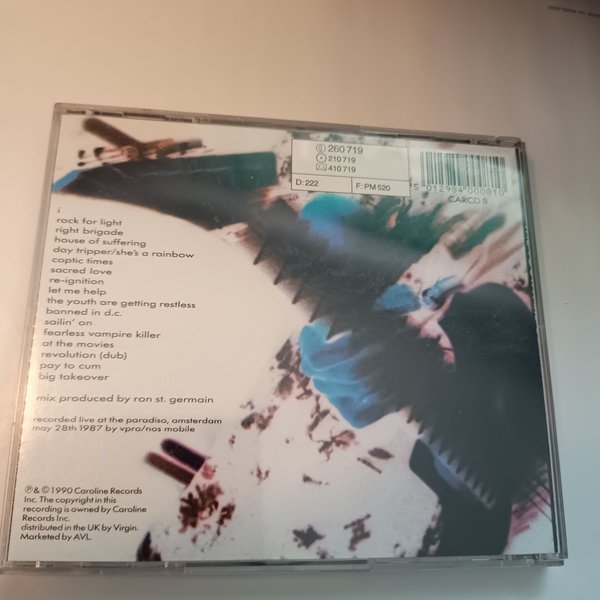 260 719
210 719
410 719
D: 222
F: PM 520
5 012984 000810
CARCD 8
i
rock for light
right brigade
house of suffering
day tripper/she's a rainbow
coptic times
sacred love
re-ignition
let me help
the youth are getting restless
banned in d.c.
sailin' on
fearless vampire killer
at the movies
revolution (dub)
pay to cum
big takeover
mix produced by ron st. germain
recorded live at the paradiso, amsterdam
may 28th 1987 by vpro/nos mobile
℗ & © 1990 Caroline Records
Inc. The copyright in this
recording is owned by Caroline
Records Inc.
distributed in the UK by Virgin.
Marketed by AVL.